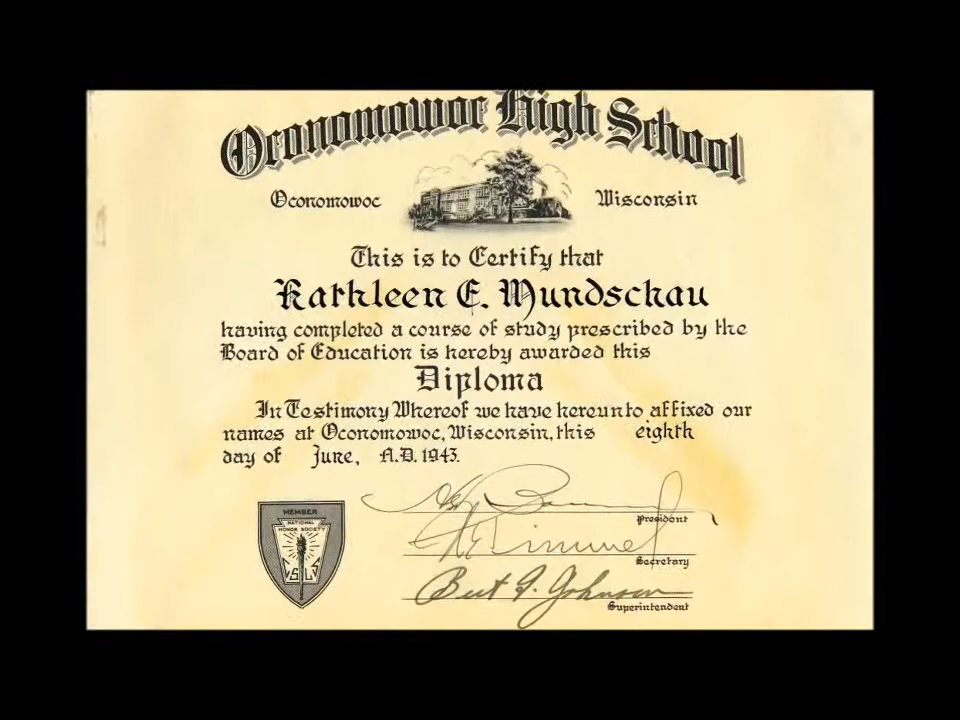 Oconomowoc High School
Oconomowoc Wisconsin
This is to Certify that
Kathleen E. Mundschau
having completed a course of study prescribed by the
Board of Education is hereby awarded this
Diploma
In Testimony Whereof we have hereunto affixed our
names at Oconomowoc, Wisconsin, this eighth
day of June, A.D. 1943.
President
Secretary
Bert G. Johnson
Superintendent
MEMBER
NATIONAL
HONOR SOCIETY